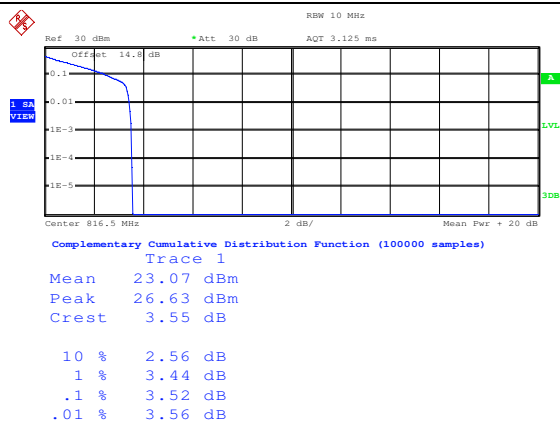 RBW 10 MHz
Ref 30 dBm * Att 30 dB AQT 3.125 ms
Offset 14.8 dB
0.1
A
0.01
1 SA
VIEW
1E-3
LVL
1E-4
1E-5
3DB
Center 816.5 MHz 2 dB/ Mean Pwr + 20 dB
Complementary Cumulative Distribution Function (100000 samples)
Trace 1
Mean 23.07 dBm
Peak 26.63 dBm
Crest 3.55 dB
10 % 2.56 dB
1 % 3.44 dB
.1 % 3.52 dB
.01 % 3.56 dB